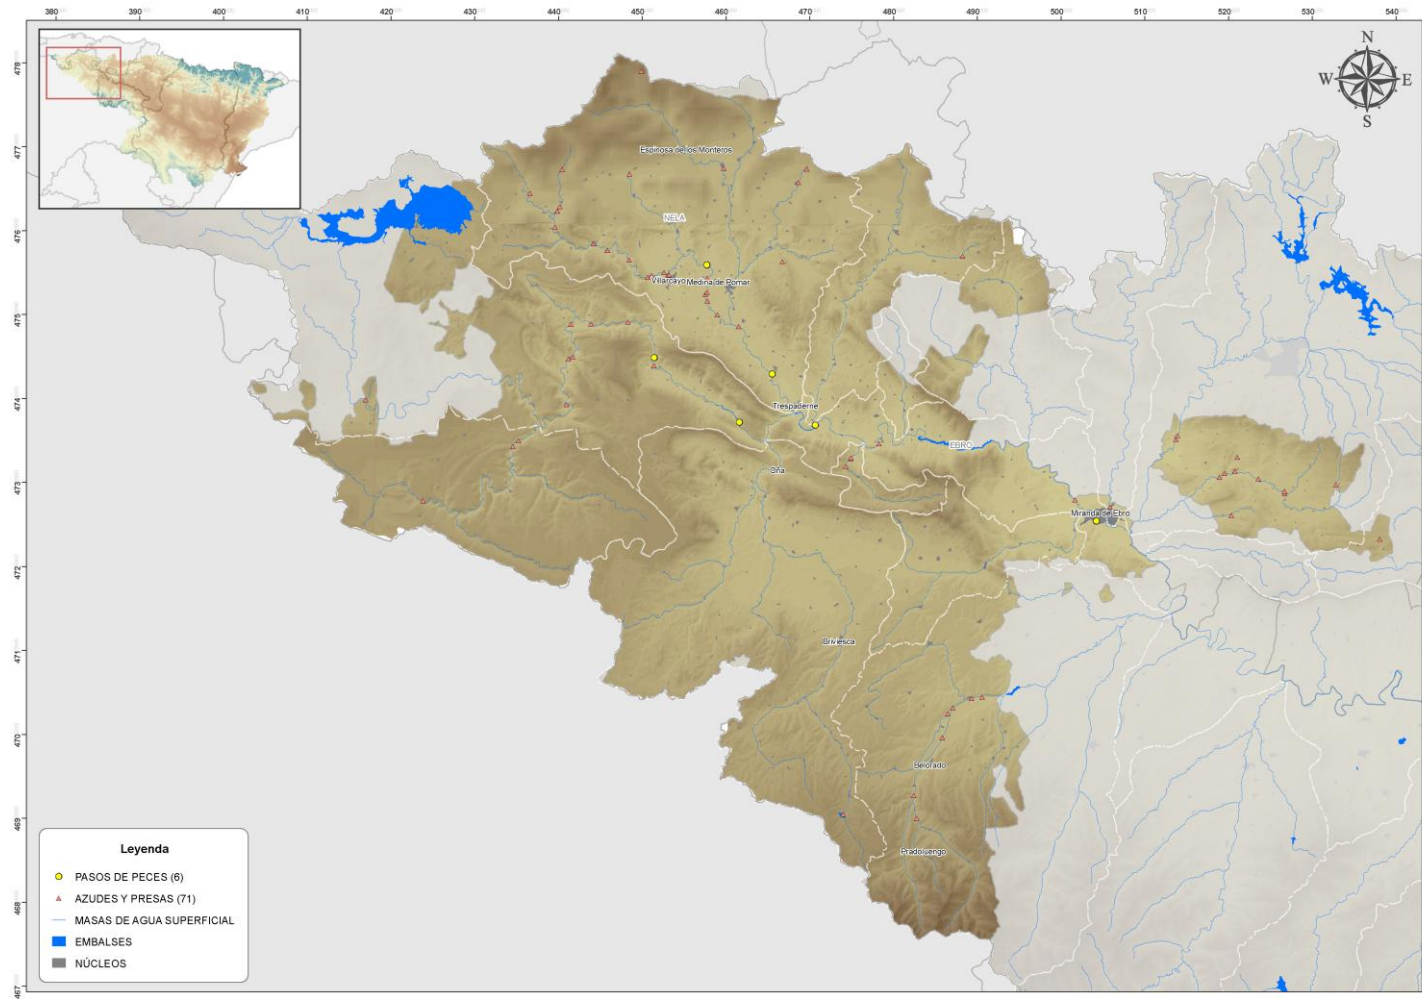 380 390 400 410 420 430 440 450 460 470 480 490 500 510 520 530 540
N
W E
S
478
477
476
475
474
473
472
471
470
469
468
467
Espinosa de los Monteros
NELA
Villarcayo Medina de Pomar
Trespaderne
EBRO
Oña
Miranda de Ebro
Briviesca
Belorado
Pradoluengo
Leyenda
PASOS DE PECES (6)
AZUDES Y PRESAS (71)
MASAS DE AGUA SUPERFICIAL
EMBALSES
NÚCLEOS